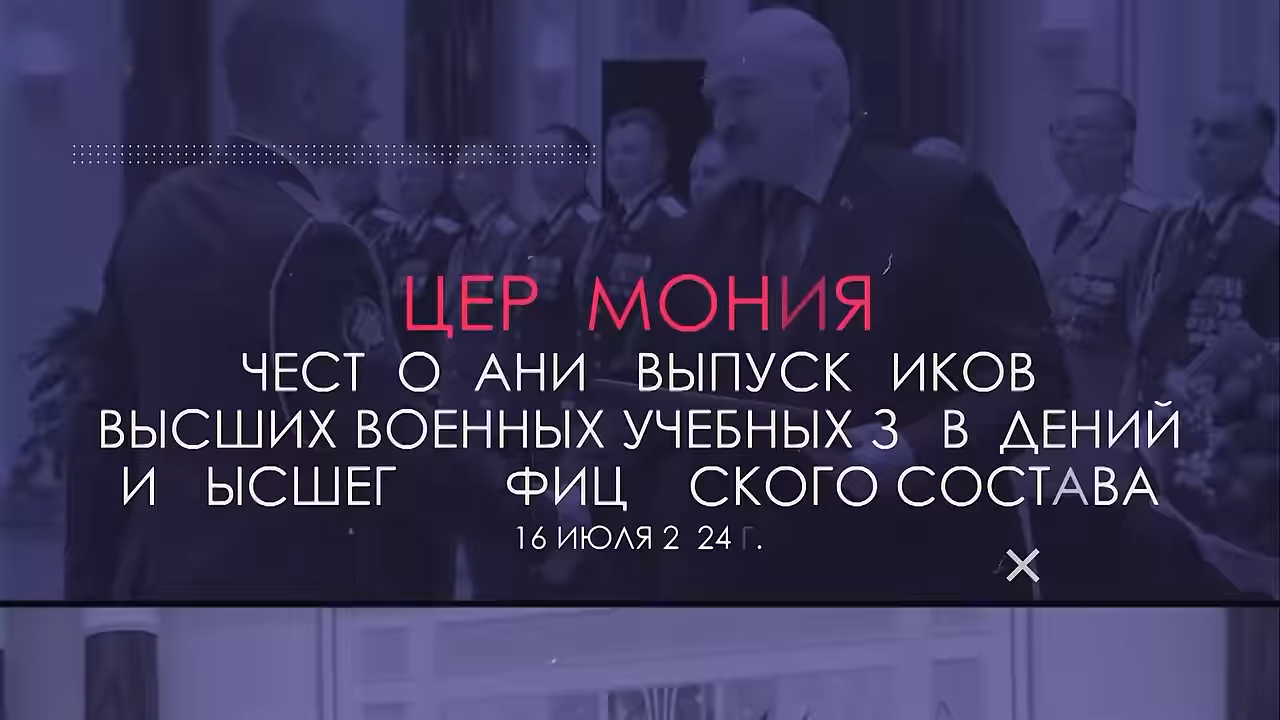 ЦЕР МОНИЯ
ЧЕСТ О АНИ ВЫПУСК ИКОВ
ВЫСШИХ ВОЕННЫХ УЧЕБНЫХ З В ДЕНИЙ
И ЫСШЕГ ФИЦ СКОГО СОСТАВА
16 ИЮЛЯ 2 24 Г.